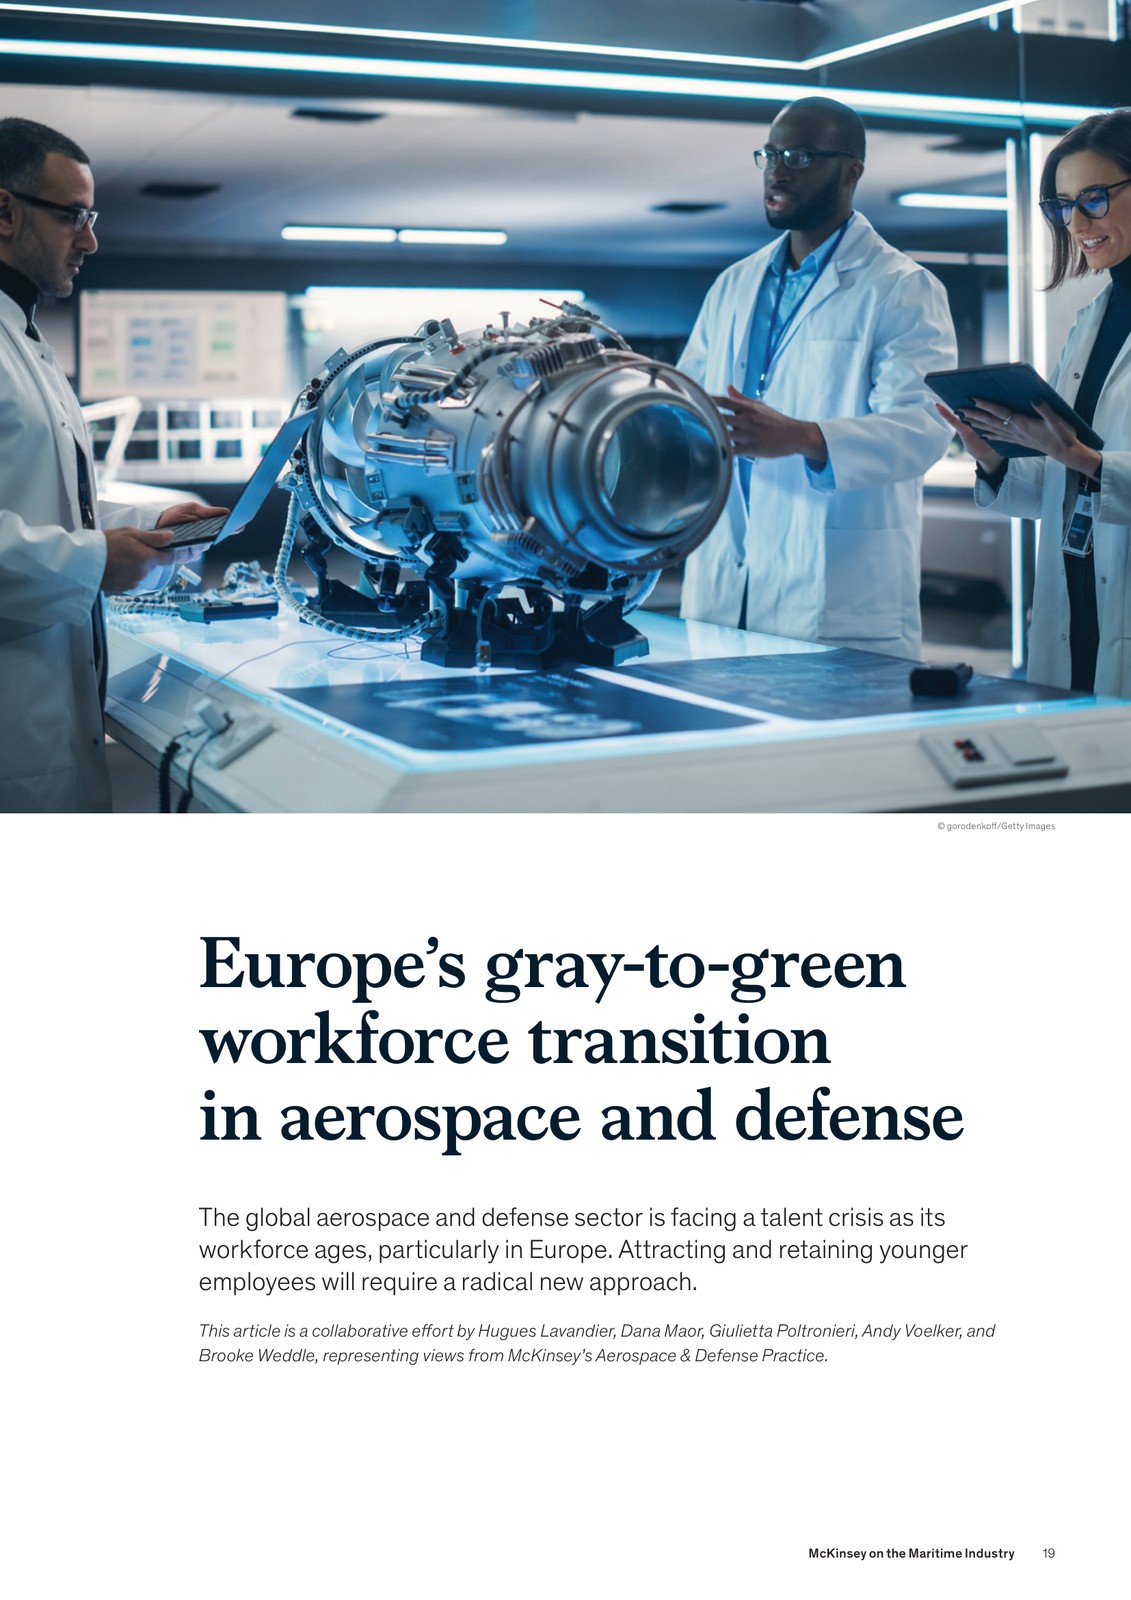 © gorodenkoff/Getty Images
Europe’s gray-to-green
workforce transition
in aerospace and defense
The global aerospace and defense sector is facing a talent crisis as its
workforce ages, particularly in Europe. Attracting and retaining younger
employees will require a radical new approach.
This article is a collaborative effort by Hugues Lavandier, Dana Maor, Giulietta Poltronieri, Andy Voelker, and
Brooke Weddle, representing views from McKinsey’s Aerospace & Defense Practice.
McKinsey on the Maritime Industry 19